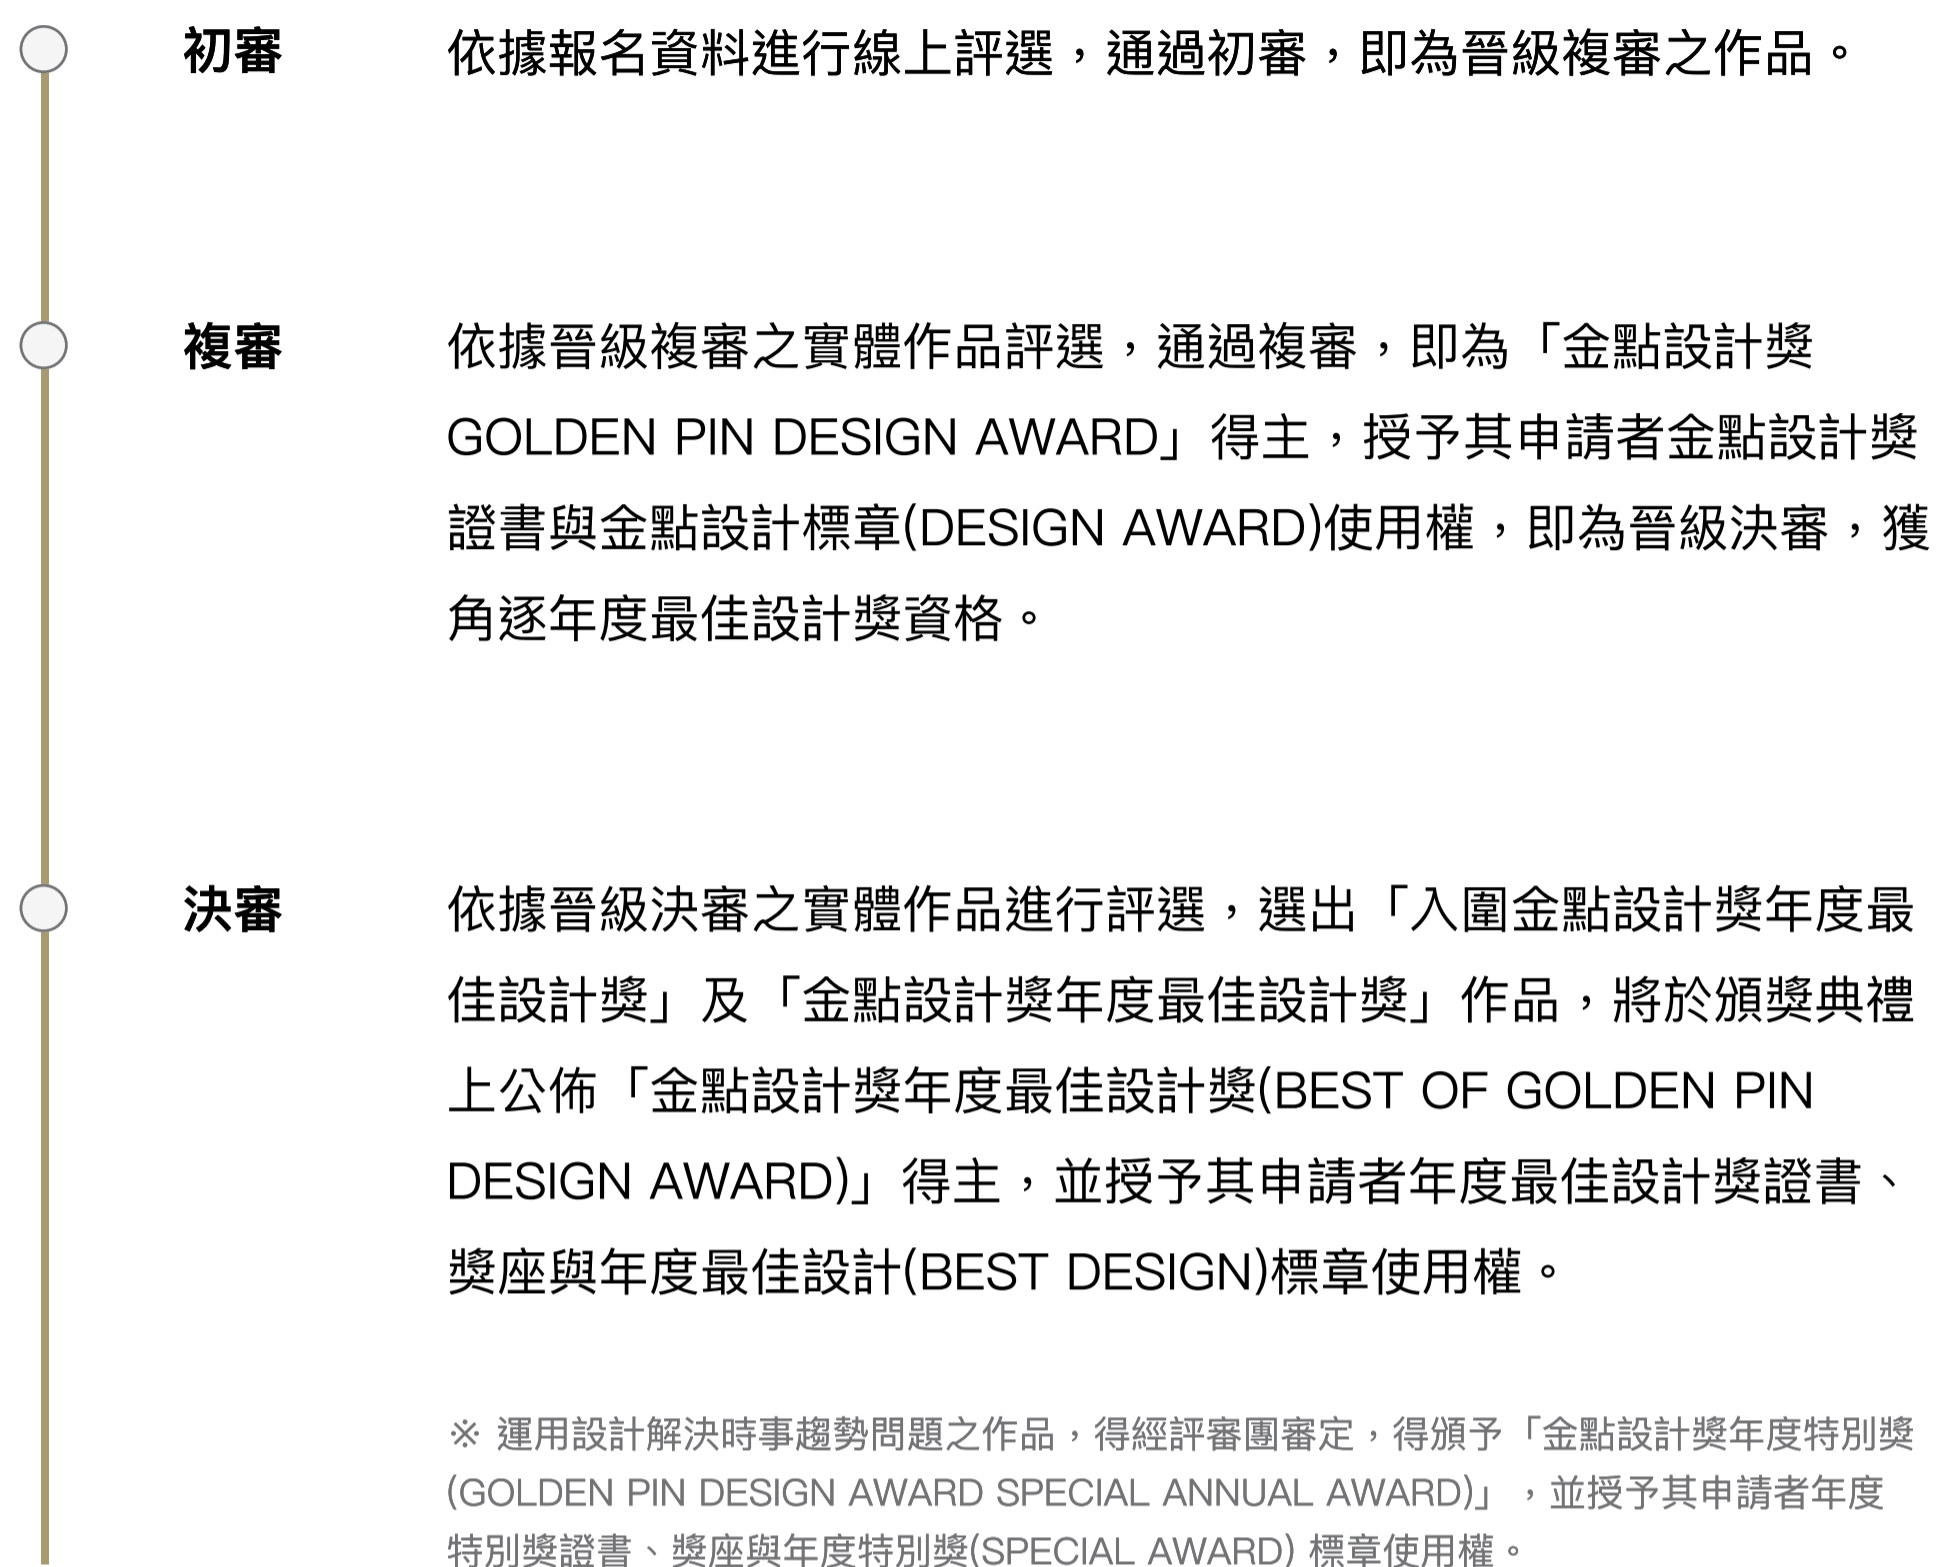 初審 依據報名資料進行線上評選，通過初審，即為晉級複審之作品。
複審 依據晉級複審之實體作品評選，通過複審，即為「金點設計獎
GOLDEN PIN DESIGN AWARD」得主，授予其申請者金點設計獎
證書與金點設計標章(DESIGN AWARD)使用權，即為晉級決審，獲
角逐年度最佳設計獎資格。
決審 依據晉級決審之實體作品進行評選，選出「入圍金點設計獎年度最
佳設計獎」及「金點設計獎年度最佳設計獎」作品，將於頒獎典禮
上公佈「金點設計獎年度最佳設計獎(BEST OF GOLDEN PIN
DESIGN AWARD)」得主，並授予其申請者年度最佳設計獎證書、
獎座與年度最佳設計(BEST DESIGN)標章使用權。
※ 運用設計解決時事趨勢問題之作品，得經評審團審定，得頒予「金點設計獎年度特別獎
(GOLDEN PIN DESIGN AWARD SPECIAL ANNUAL AWARD)」，並授予其申請者年度
特別獎證書、獎座與年度特別獎(SPECIAL AWARD) 標章使用權。